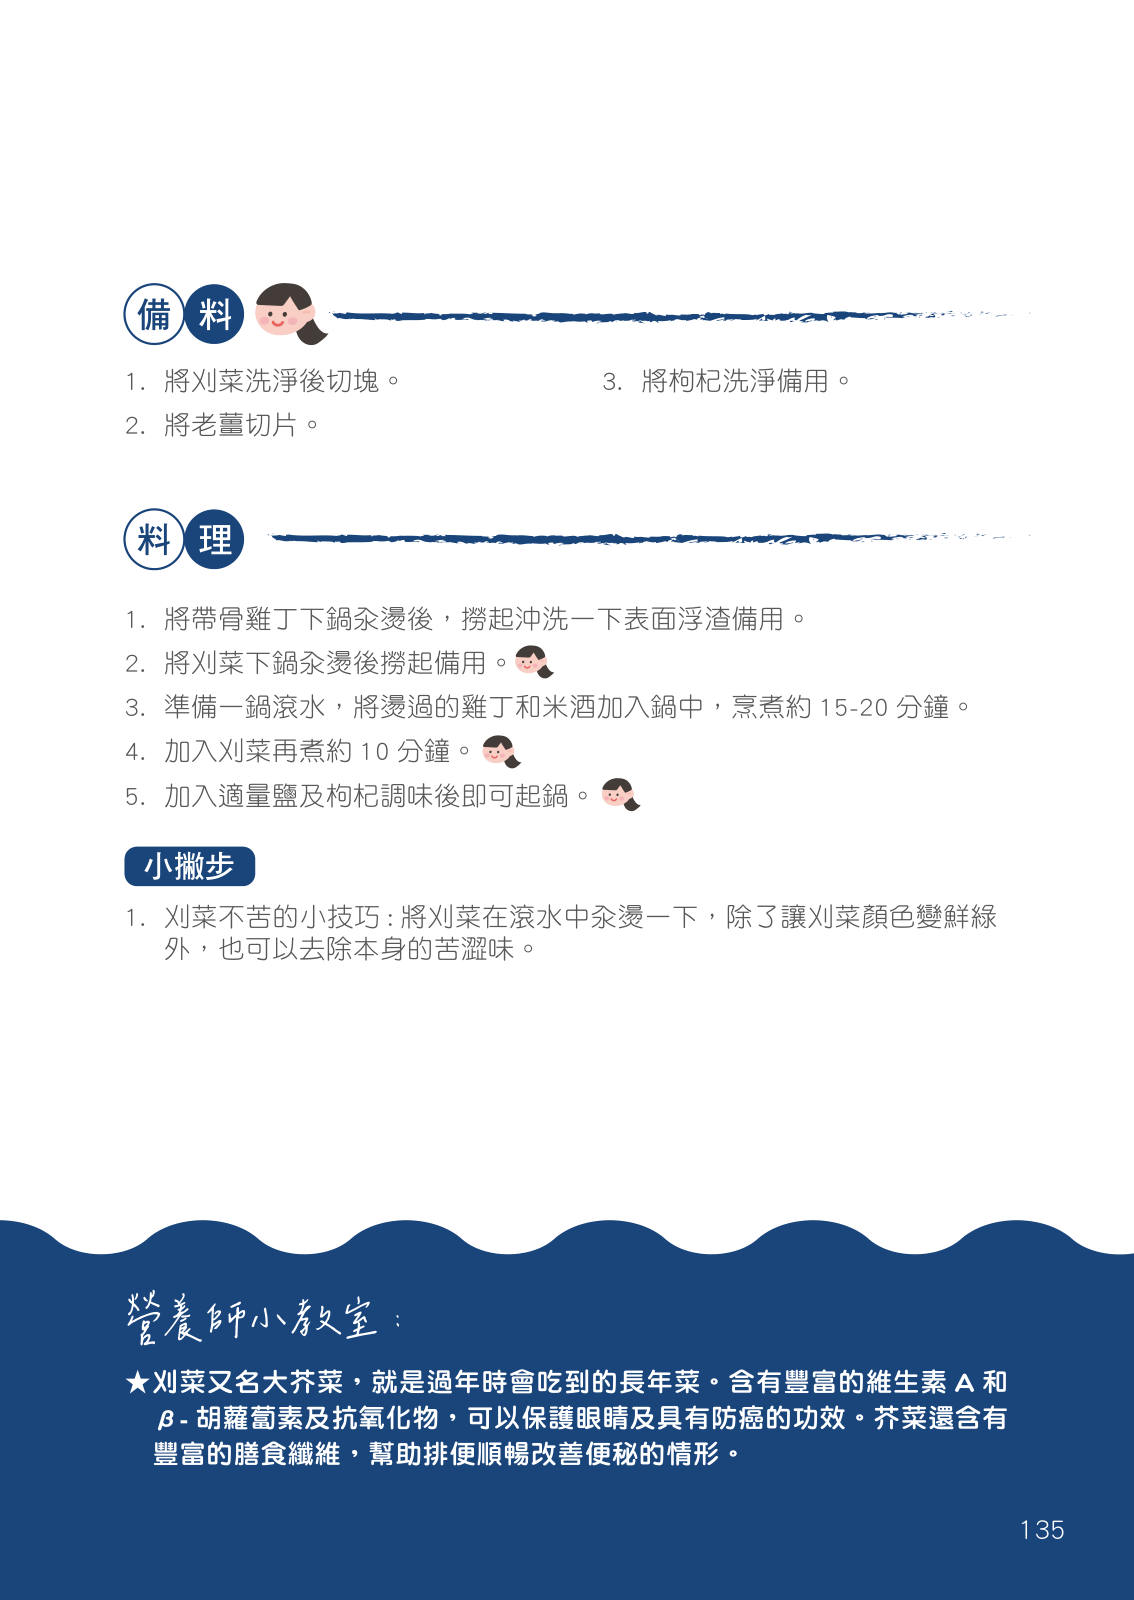 備料
1. 將刈菜洗淨後切塊。
2. 將老薑切片。
3. 將枸杞洗淨備用。
料理
1. 將帶骨雞丁下鍋汆燙後，撈起沖洗一下表面浮渣備用。
2. 將刈菜下鍋汆燙後撈起備用。
3. 準備一鍋滾水，將燙過的雞丁和米酒加入鍋中，烹煮約 15-20 分鐘。
4. 加入刈菜再煮約 10 分鐘。
5. 加入適量鹽及枸杞調味後即可起鍋。
小撇步
1. 刈菜不苦的小技巧 : 將刈菜在滾水中汆燙一下，除了讓刈菜顏色變鮮綠
外，也可以去除本身的苦澀味。
營養師小教室：
★刈菜又名大芥菜，就是過年時會吃到的長年菜。含有豐富的維生素 A 和
β- 胡蘿蔔素及抗氧化物，可以保護眼睛及具有防癌的功效。芥菜還含有
豐富的膳食纖維，幫助排便順暢改善便秘的情形。
135